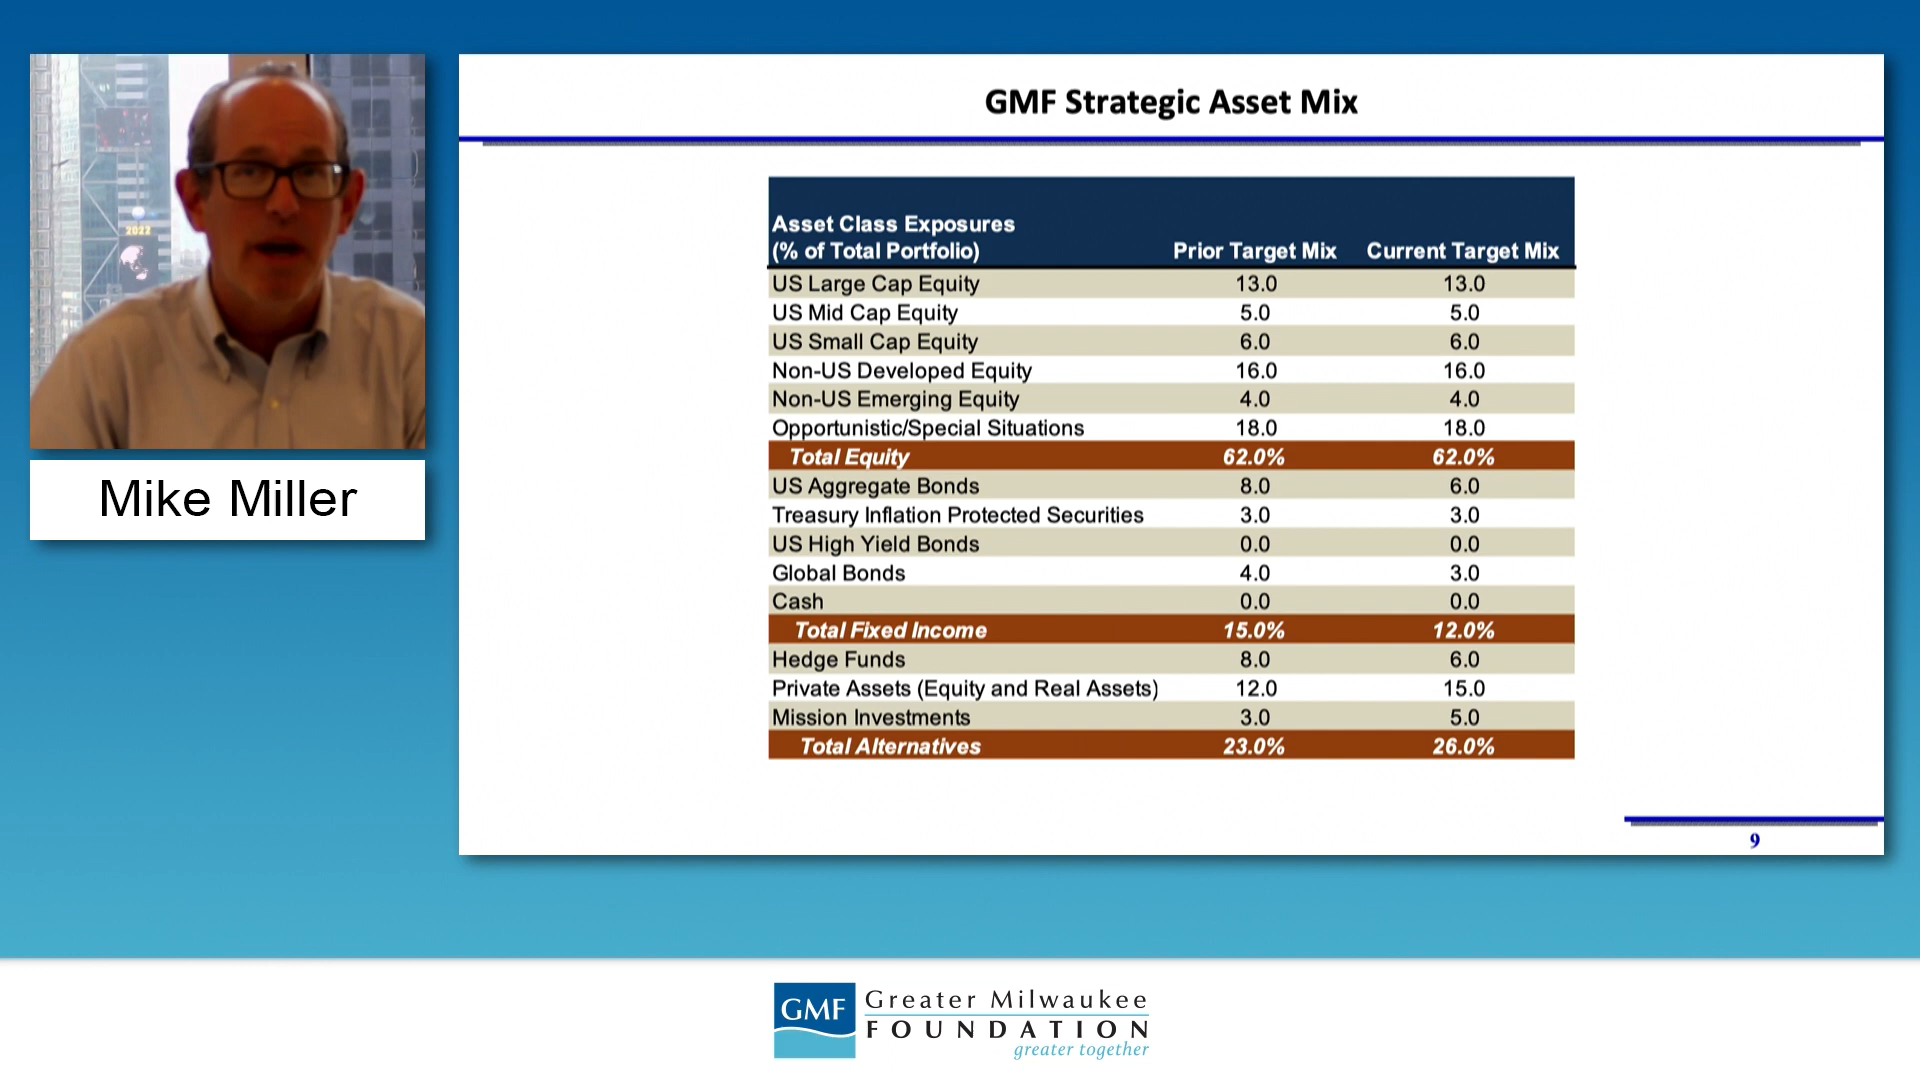 2022
Mike Miller
GMF Strategic Asset Mix
Asset Class Exposures
(% of Total Portfolio) Prior Target Mix Current Target Mix
US Large Cap Equity 13.0 13.0
US Mid Cap Equity 5.0 5.0
US Small Cap Equity 6.0 6.0
Non-US Developed Equity 16.0 16.0
Non-US Emerging Equity 4.0 4.0
Opportunistic/Special Situations 18.0 18.0
Total Equity 62.0% 62.0%
US Aggregate Bonds 8.0 6.0
Treasury Inflation Protected Securities 3.0 3.0
US High Yield Bonds 0.0 0.0
Global Bonds 4.0 3.0
Cash 0.0 0.0
Total Fixed Income 15.0% 12.0%
Hedge Funds 8.0 6.0
Private Assets (Equity and Real Assets) 12.0 15.0
Mission Investments 3.0 5.0
Total Alternatives 23.0% 26.0%
9
GMF Greater Milwaukee
FOUNDATION
greater together